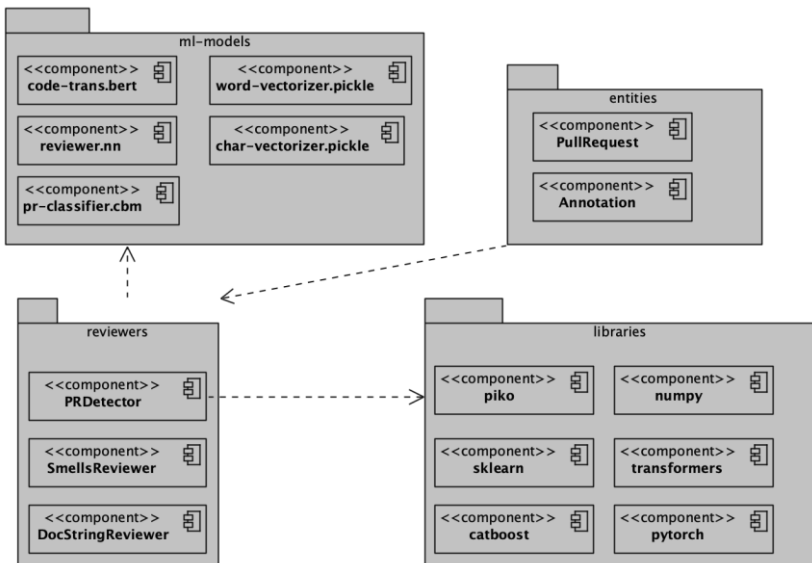 ml-models
<<component>>
code-trans.bert
<<component>>
word-vectorizer.pickle
<<component>>
reviewer.nn
<<component>>
char-vectorizer.pickle
<<component>>
pr-classifier.cbm
entities
<<component>>
PullRequest
<<component>>
Annotation
reviewers
<<component>>
PRDetector
<<component>>
SmellsReviewer
<<component>>
DocStringReviewer
libraries
<<component>>
piko
<<component>>
numpy
<<component>>
sklearn
<<component>>
transformers
<<component>>
catboost
<<component>>
pytorch